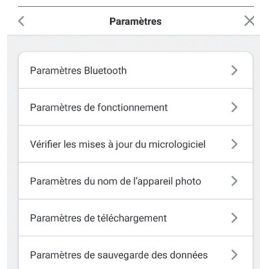 Paramètres
Paramètres Bluetooth
Paramètres de fonctionnement
Vérifier les mises à jour du micrologiciel
Paramètres du nom de l'appareil photo
Paramètres de téléchargement
Paramètres de sauvegarde des données